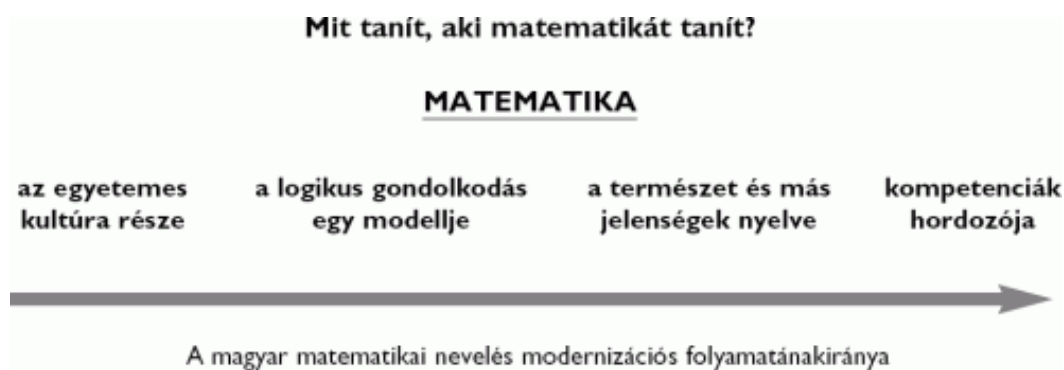 Mit tanít, aki matematikát tanít?
MATEMATIKA
az egyetemes
kultúra része
a logikus gondolkodás
egy modellje
a természet és más
jelenségek nyelve
kompetenciák
hordozója
A magyar matematikai nevelés modernizációs folyamatánakiránya